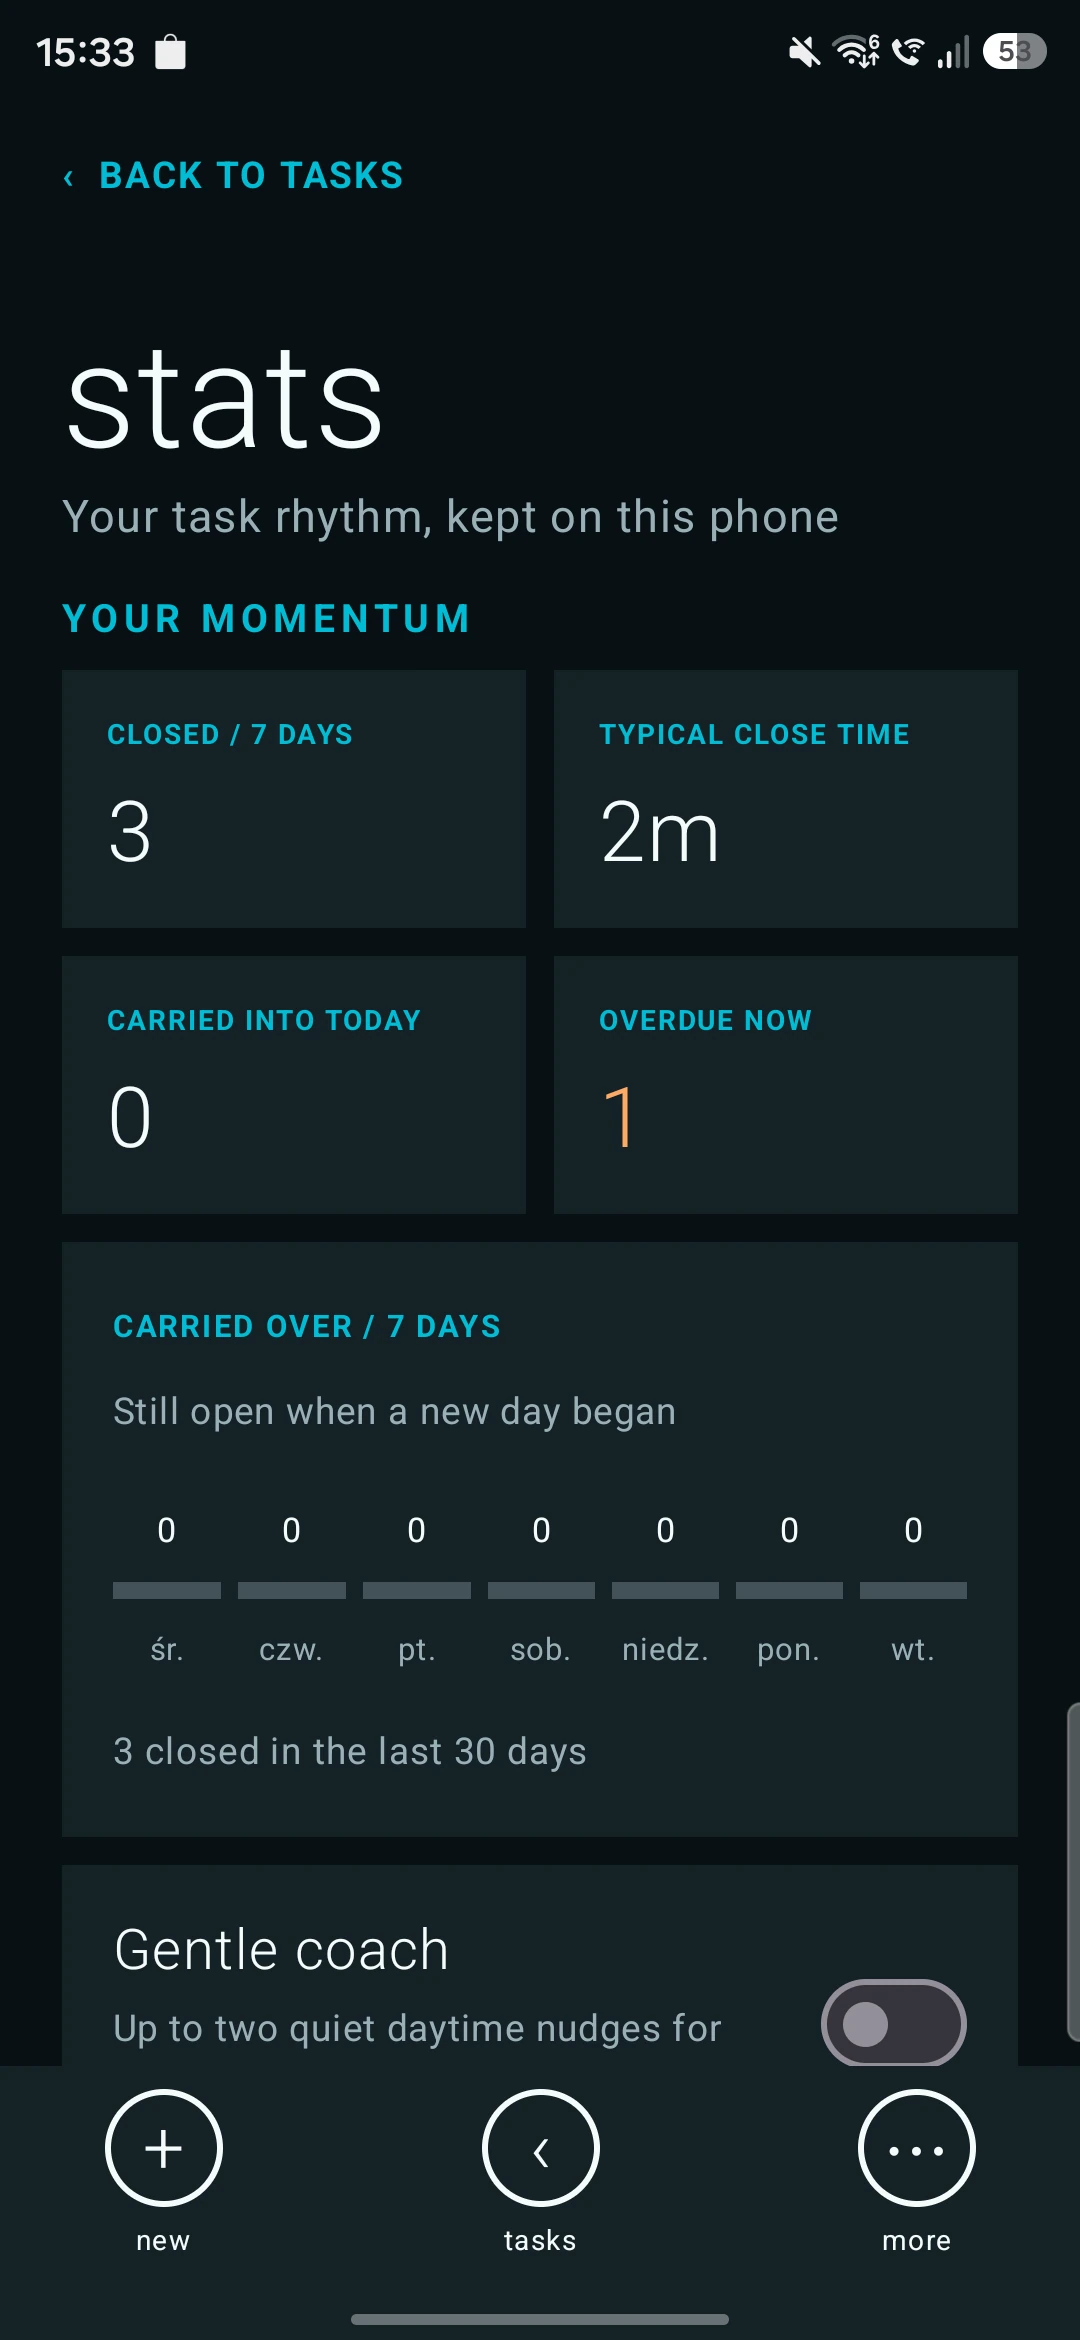 15:33
6
53
‹ BACK TO TASKS
stats
Your task rhythm, kept on this phone
YOUR MOMENTUM
CLOSED / 7 DAYS
3
TYPICAL CLOSE TIME
2m
CARRIED INTO TODAY
0
OVERDUE NOW
1
CARRIED OVER / 7 DAYS
Still open when a new day began
0 0 0 0 0 0 0
śr. czw. pt. sob. niedz. pon. wt.
3 closed in the last 30 days
Gentle coach
Up to two quiet daytime nudges for
new tasks more